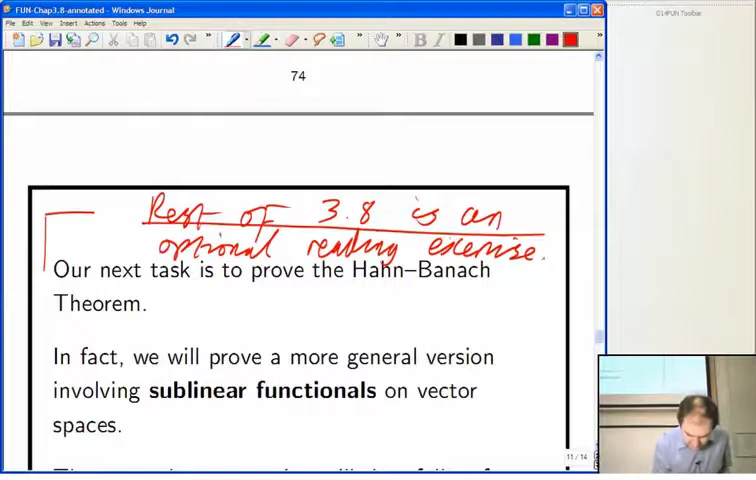 FUN-Chap3.8-annotated - Windows Journal
File Edit View Insert Actions Tools Help
B I
014FUN Toolbar
74
Rest of 3.8 is an
optional reading exercise.
Our next task is to prove the Hahn–Banach
Theorem.
In fact, we will prove a more general version
involving sublinear functionals on vector
spaces.
11 / 14